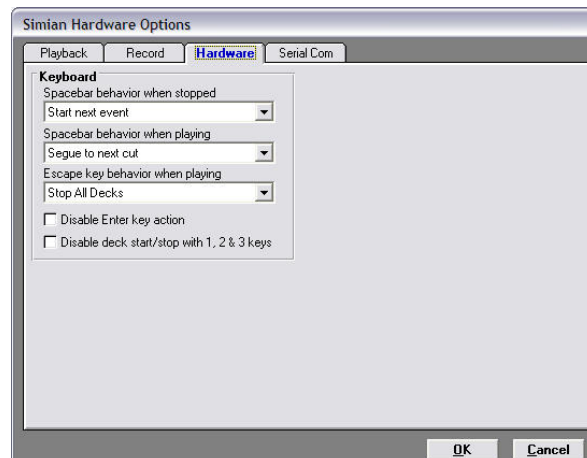 Simian Hardware Options
Playback Record Hardware Serial Com
Keyboard
Spacebar behavior when stopped
Start next event
Spacebar behavior when playing
Segue to next cut
Escape key behavior when playing
Stop All Decks
Disable Enter key action
Disable deck start/stop with 1, 2 & 3 keys
OK Cancel